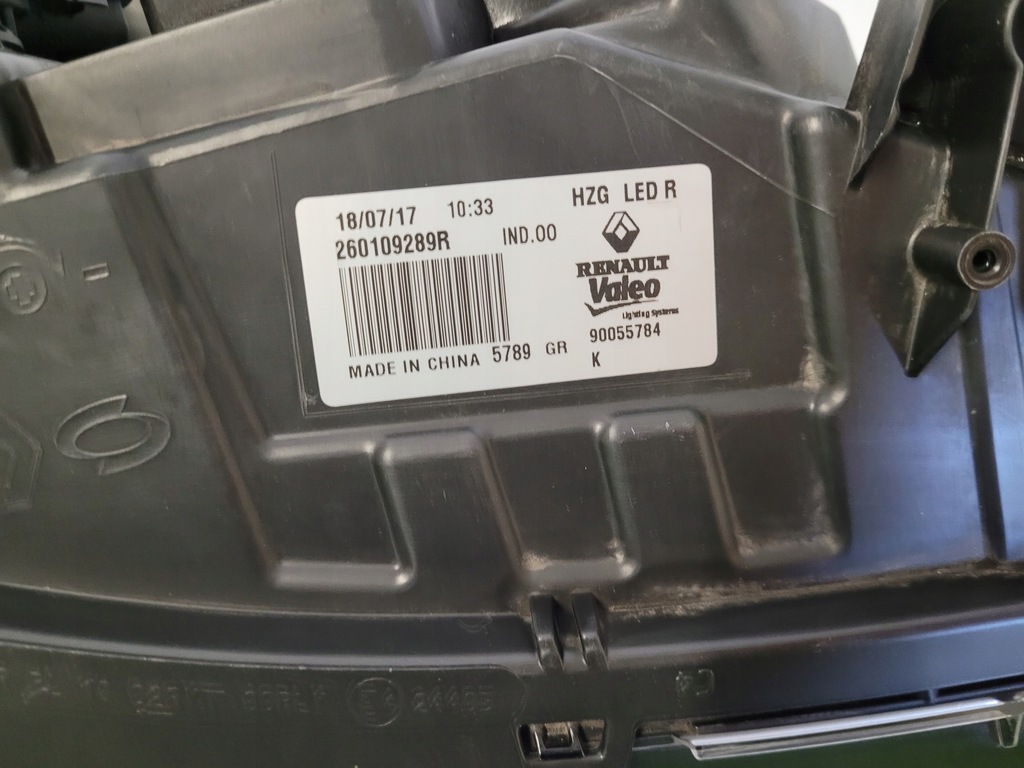 18/07/17 10:33 HZG LED R
260109289R IND.00
RENAULT
Valeo
Lighting Systems
90055784
MADE IN CHINA 5789 GR K